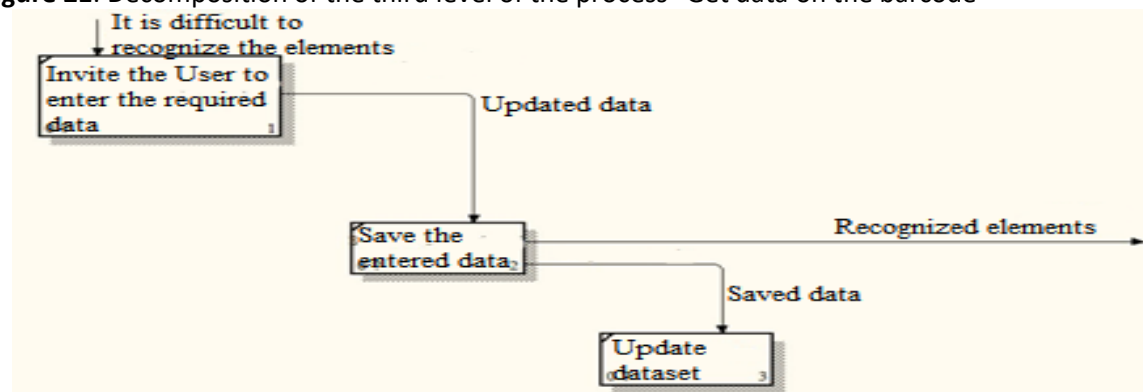 Figure 11. Decomposition of the third level of the process "Get data on the barcode"
It is difficult to
recognize the elements
Invite the User to
enter the required
data
1
Updated data
Save the
entered data
2
Recognized elements
Saved data
Update
dataset
0
3